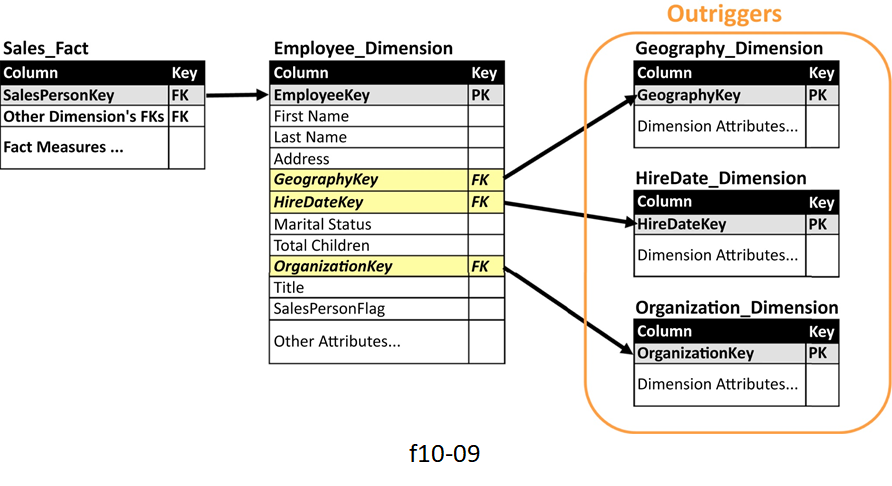 Outriggers
Sales_Fact
Column Key
SalesPersonKey FK
Other Dimension's FKs FK
Fact Measures ...
Employee_Dimension
Column Key
EmployeeKey PK
First Name
Last Name
Address
GeographyKey FK
HireDateKey FK
Marital Status
Total Children
OrganizationKey FK
Title
SalesPersonFlag
Other Attributes...
Geography_Dimension
Column Key
GeographyKey PK
Dimension Attributes...
HireDate_Dimension
Column Key
HireDateKey PK
Dimension Attributes...
Organization_Dimension
Column Key
OrganizationKey PK
Dimension Attributes...
f10-09